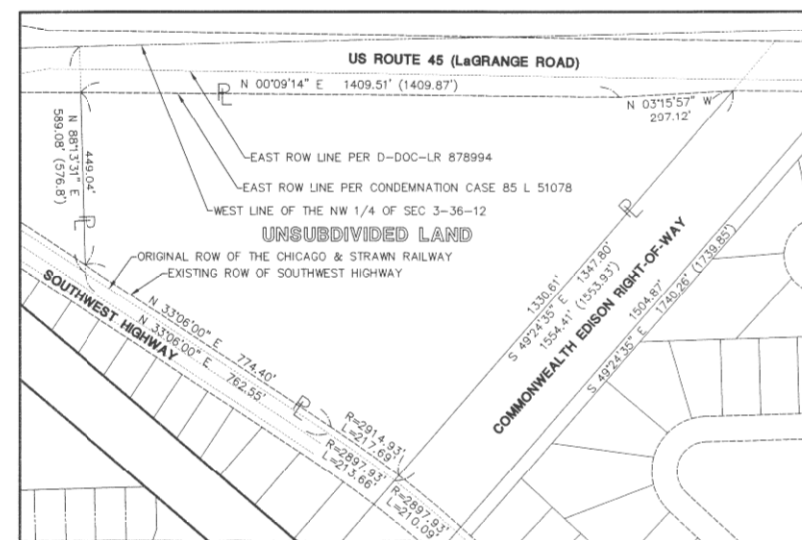 US ROUTE 45 (LaGRANGE ROAD)
N 00°09'14" E 1409.51' (1409.87')
N 03°15'57" W
207.12'
N 88°13'31" E
589.08' (576.8')
449.04'
EAST ROW LINE PER D-DOC-LR 878994
EAST ROW LINE PER CONDEMNATION CASE 85 L 51078
WEST LINE OF THE NW 1/4 OF SEC 3-36-12
UNSUBDIVIDED LAND
ORIGINAL ROW OF THE CHICAGO & STRAWN RAILWAY
EXISTING ROW OF SOUTHWEST HIGHWAY
SOUTHWEST HIGHWAY
N 33°06'00" E 774.40'
N 33°06'00" E 762.55'
R=2914.93'
L=217.69'
R=2897.93'
L=213.66'
R=2897.93'
L=210.09'
1330.61'
S 49°24'35" E 1347.80'
1554.41' (1553.93')
COMMONWEALTH EDISON RIGHT-OF-WAY
1504.87'
S 49°24'35" E 1740.26' (1739.85')
PL
PL
PL
PL